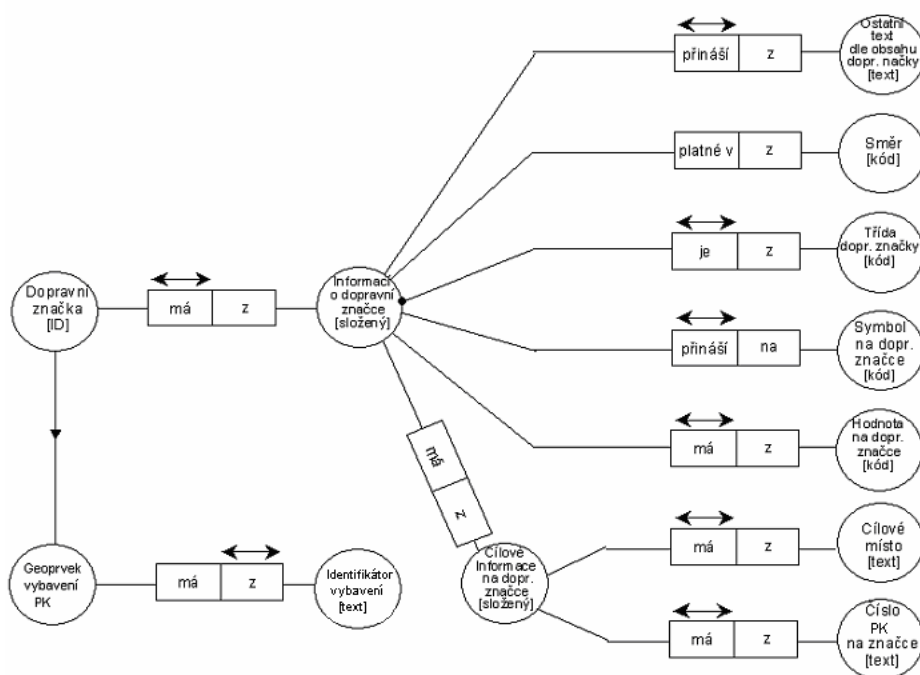 Ostatní
text
dle obsahu
dopr. načky
[text]
přináší
z
platné v
z
Směr
[kód]
je
z
Třída
dopr. značky
[kód]
Dopravní
značka
[ID]
má
z
Informací
o dopravní
značce
[složený]
přináší
na
Symbol
na dopr.
značce
[kód]
má
z
má
z
Hodnota
na dopr.
značce
[kód]
má
z
Cílové
místo
[text]
Geoprvek
vybavení
PK
má
z
Identifikátor
vybavení
[text]
Cílové
Informace
na dopr.
značce
[složený]
má
z
Číslo
PK
na značce
[text]